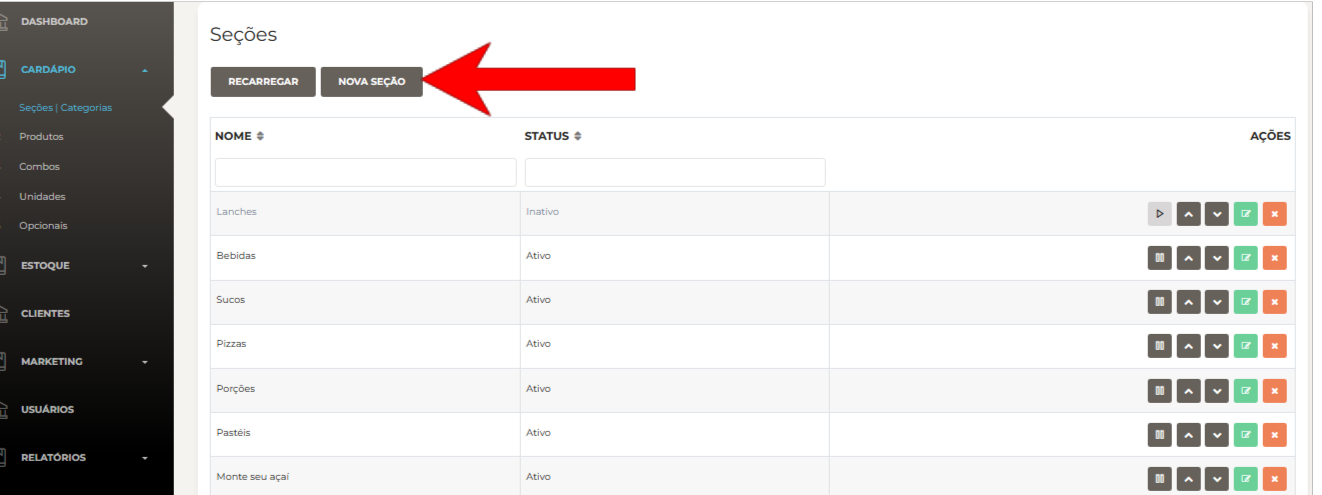 DASHBOARD
CARDÁPIO
Seções | Categorias
Produtos
Combos
Unidades
Opcionais
ESTOQUE
CLIENTES
MARKETING
USUÁRIOS
RELATÓRIOS
Seções
RECARREGAR NOVA SEÇÃO
NOME STATUS AÇÕES
Lanches Inativo
Bebidas Ativo
Sucos Ativo
Pizzas Ativo
Porções Ativo
Pastéis Ativo
Monte seu açaí Ativo